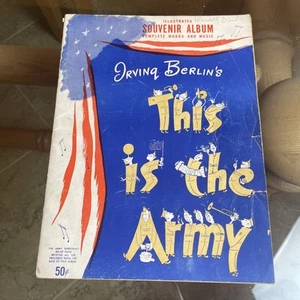 ILLUSTRATED
SOUVENIR ALBUM
COMPLETE WORDS AND MUSIC
IRVING BERLIN'S
This
is the
Army
50¢